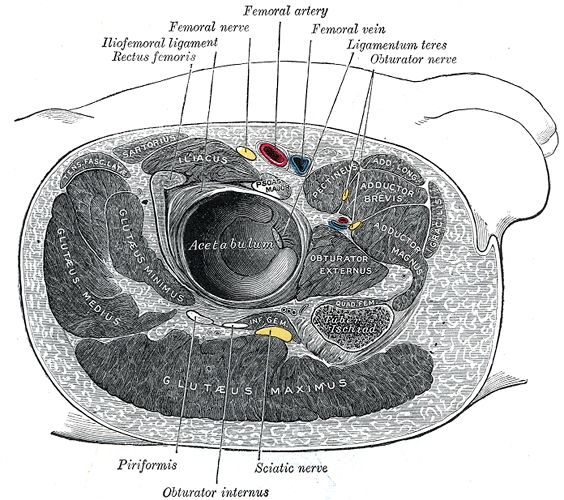 Femoral artery
Femoral nerve
Femoral vein
Iliofemoral ligament
Ligamentum teres
Rectus femoris
Obturator nerve
SARTORIUS
TENS. FASC. LATÆ
ILIACUS
PSOAS MAJ.
PECTINEUS
ADD. LONG.
ADDUCTOR BREVIS
GRACILIS
ADDUCTOR MAGNUS
Acetabulum
GLUTÆUS MINIMUS
GLUTÆUS MEDIUS
OBTURATOR EXTERNUS
QUAD. FEM.
INF. GEM.
Tuber Ischiad
GLUTÆUS MAXIMUS
Piriformis
Sciatic nerve
Obturator internus